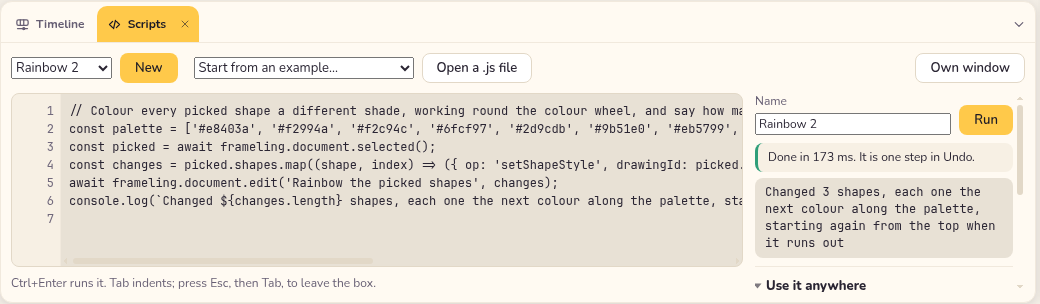 Timeline
Scripts
Rainbow 2
New
Start from an example...
Open a .js file
Own window
1 // Colour every picked shape a different shade, working round the colour wheel, and say how
2 const palette = ['#e8403a', '#f2994a', '#f2c94c', '#6fcf97', '#2d9cdb', '#9b51e0', '#eb5799',
3 const picked = await frameling.document.selected();
4 const changes = picked.shapes.map((shape, index) => ({ op: 'setShapeStyle', drawingId: picked.
5 await frameling.document.edit('Rainbow the picked shapes', changes);
6 console.log(`Changed ${changes.length} shapes, each one the next colour along the palette,
7
Ctrl+Enter runs it. Tab indents; press Esc, then Tab, to leave the box.
Name
Rainbow 2
Run
Done in 173 ms. It is one step in Undo.
Changed 3 shapes, each one the
next colour along the palette,
starting again from the top when
it runs out
Use it anywhere